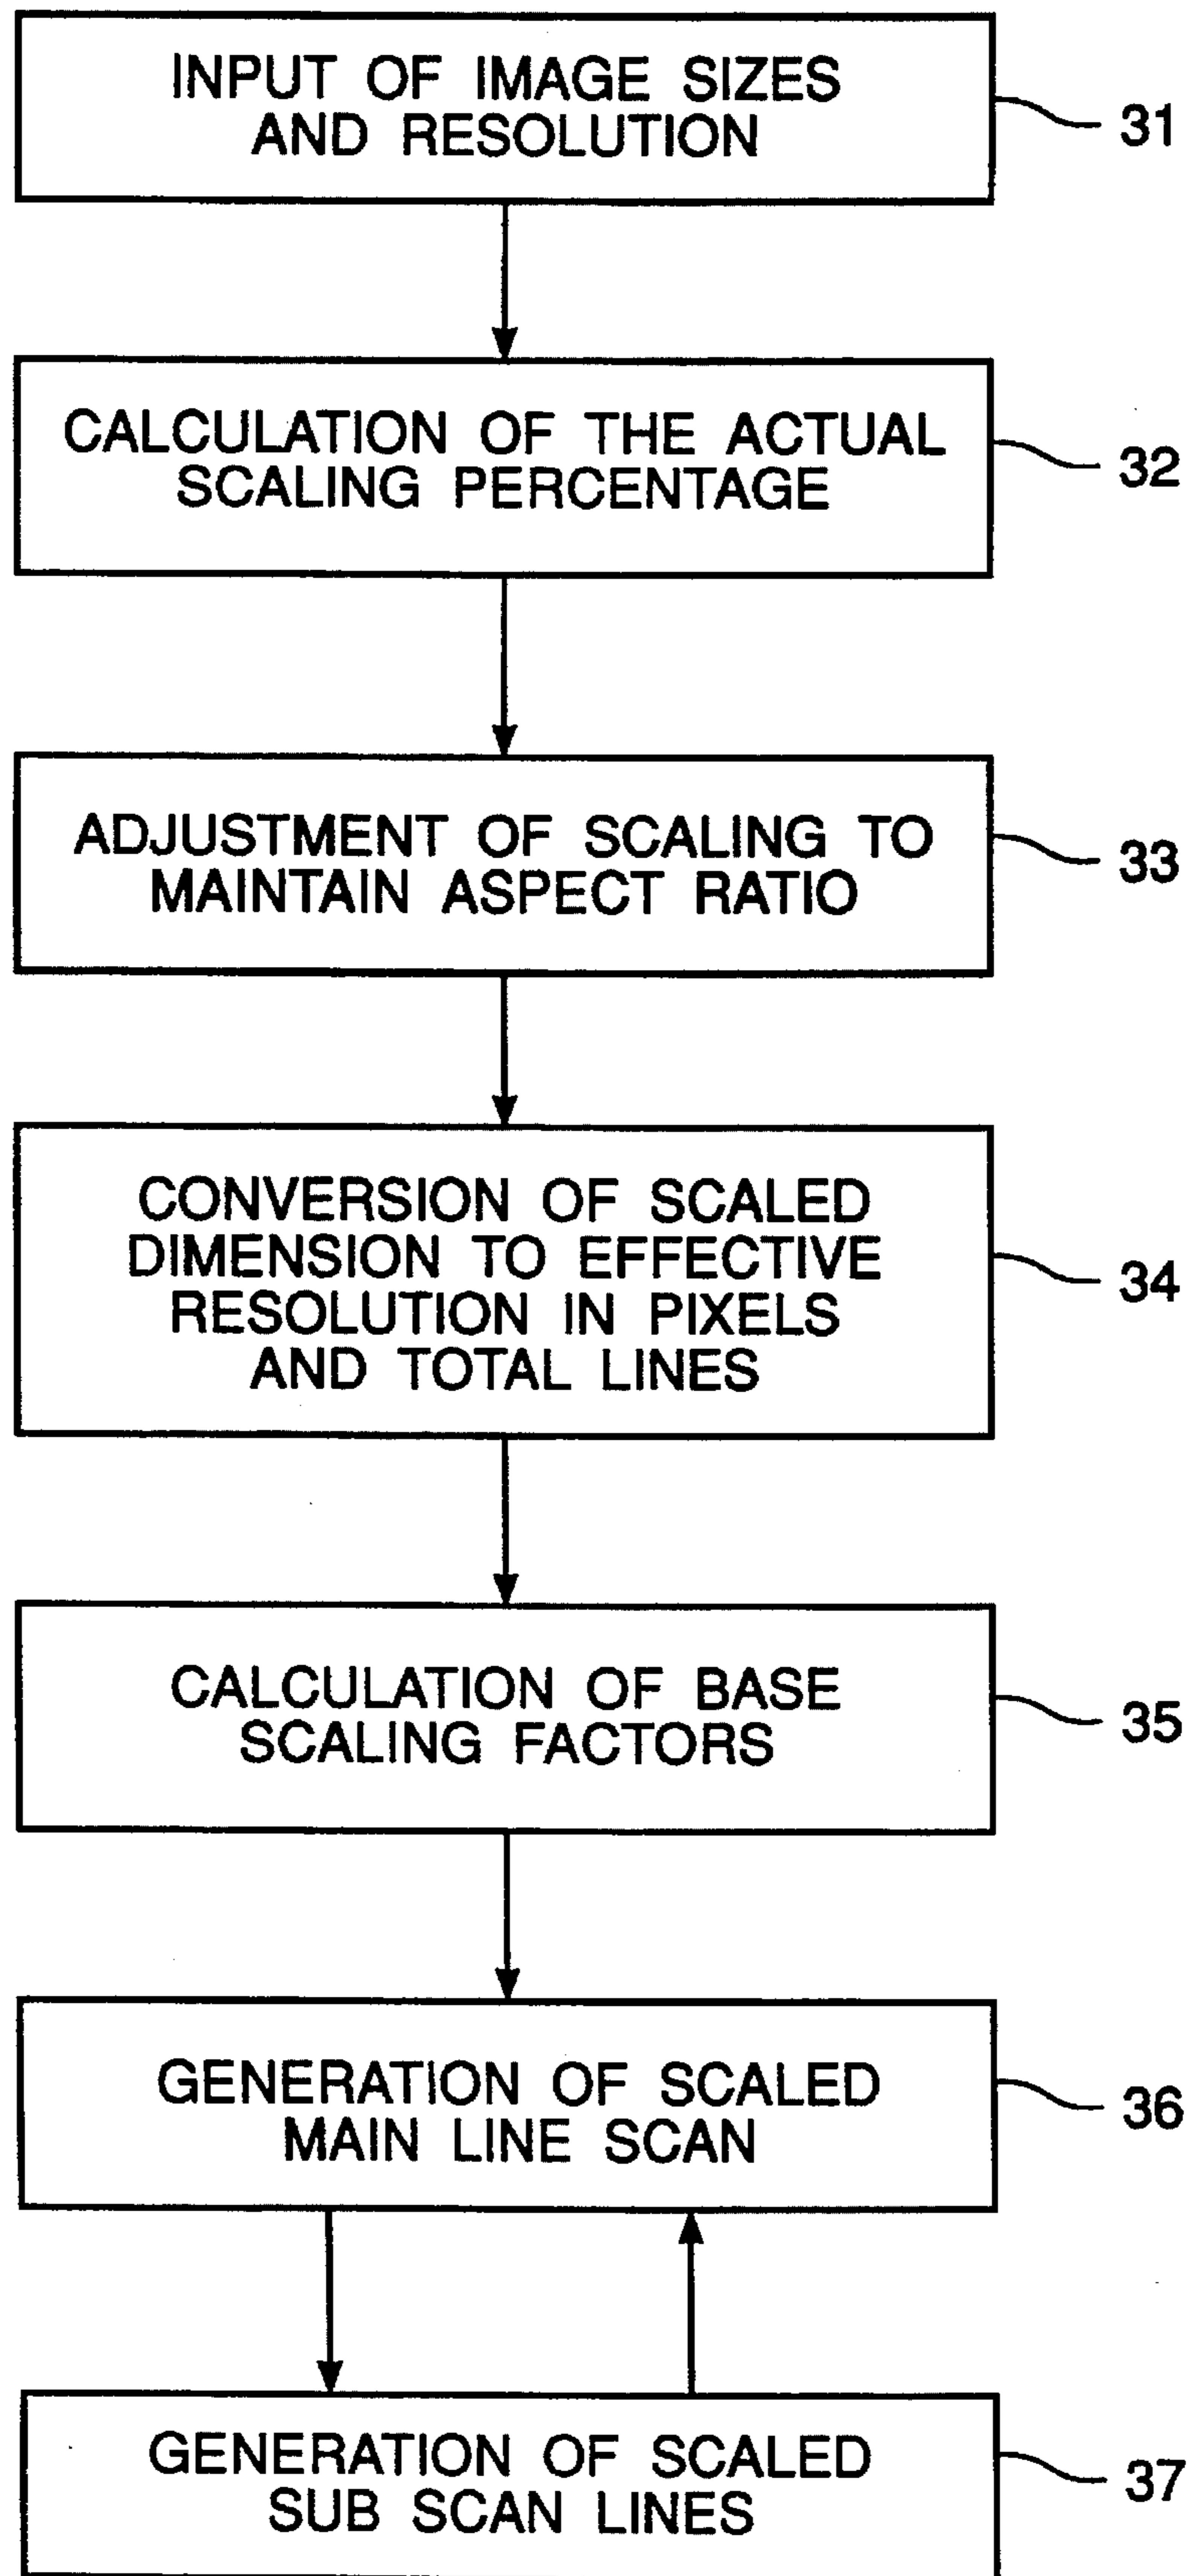 INPUT OF IMAGE SIZES
AND RESOLUTION
31
CALCULATION OF THE ACTUAL
SCALING PERCENTAGE
32
ADJUSTMENT OF SCALING TO
MAINTAIN ASPECT RATIO
33
CONVERSION OF SCALED
DIMENSION TO EFFECTIVE
RESOLUTION IN PIXELS
AND TOTAL LINES
34
CALCULATION OF BASE
SCALING FACTORS
35
GENERATION OF SCALED
MAIN LINE SCAN
36
GENERATION OF SCALED
SUB SCAN LINES
37